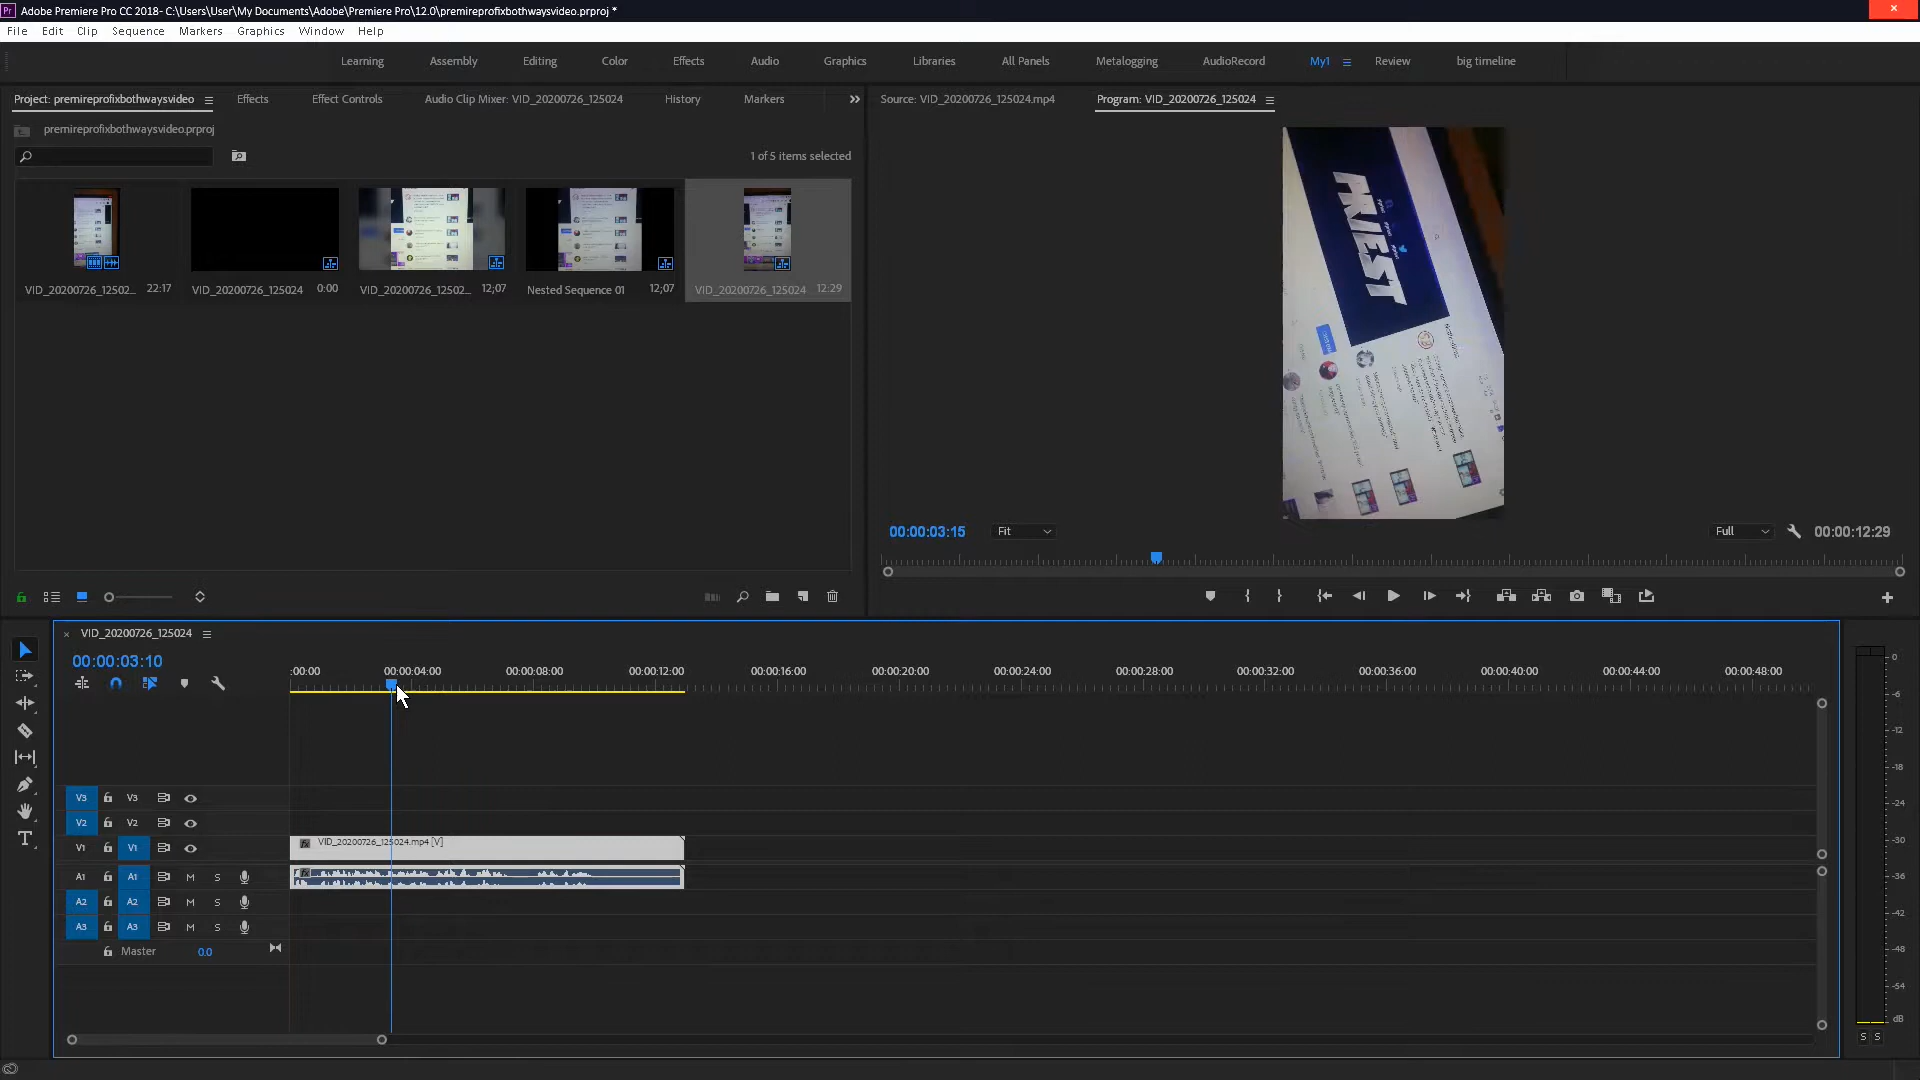 Adobe Premiere Pro CC 2018- C:\Users\User\My Documents\Adobe\Premiere Pro\12.0\premireprofixbothwaysvideo.prproj *
File Edit Clip Sequence Markers Graphics Window Help
Learning Assembly Editing Color Effects Audio Graphics Libraries All Panels Metalogging AudioRecord My1 Review big timeline
Project: premireprofixbothwaysvideo Effects Effect Controls Audio Clip Mixer: VID_20200726_125024 History Markers
Source: VID_20200726_125024.mp4 Program: VID_20200726_125024
premireprofixbothwaysvideo.prproj
1 of 5 items selected
VID_20200726_12502... 22:17 VID_20200726_125024 0:00 VID_20200726_12502... 12;07 Nested Sequence 01 12;07 VID_20200726_125024 12:29
PRIEST
00:00:03:15 Fit Full 00:00:12:29
VID_20200726_125024
00:00:03:10
:00:00 00:00:04:00 00:00:08:00 00:00:12:00 00:00:16:00 00:00:20:00 00:00:24:00 00:00:28:00 00:00:32:00 00:00:36:00 00:00:40:00 00:00:44:00 00:00:48:00
V3 V3
V2 V2
V1 V1 VID_20200726_125024.mp4 [V]
A1 A1 M S
A2 A2 M S
A3 A3 M S
Master 0.0
0
-6
-12
-18
-24
-30
-36
-42
-48
-54
dB
S S